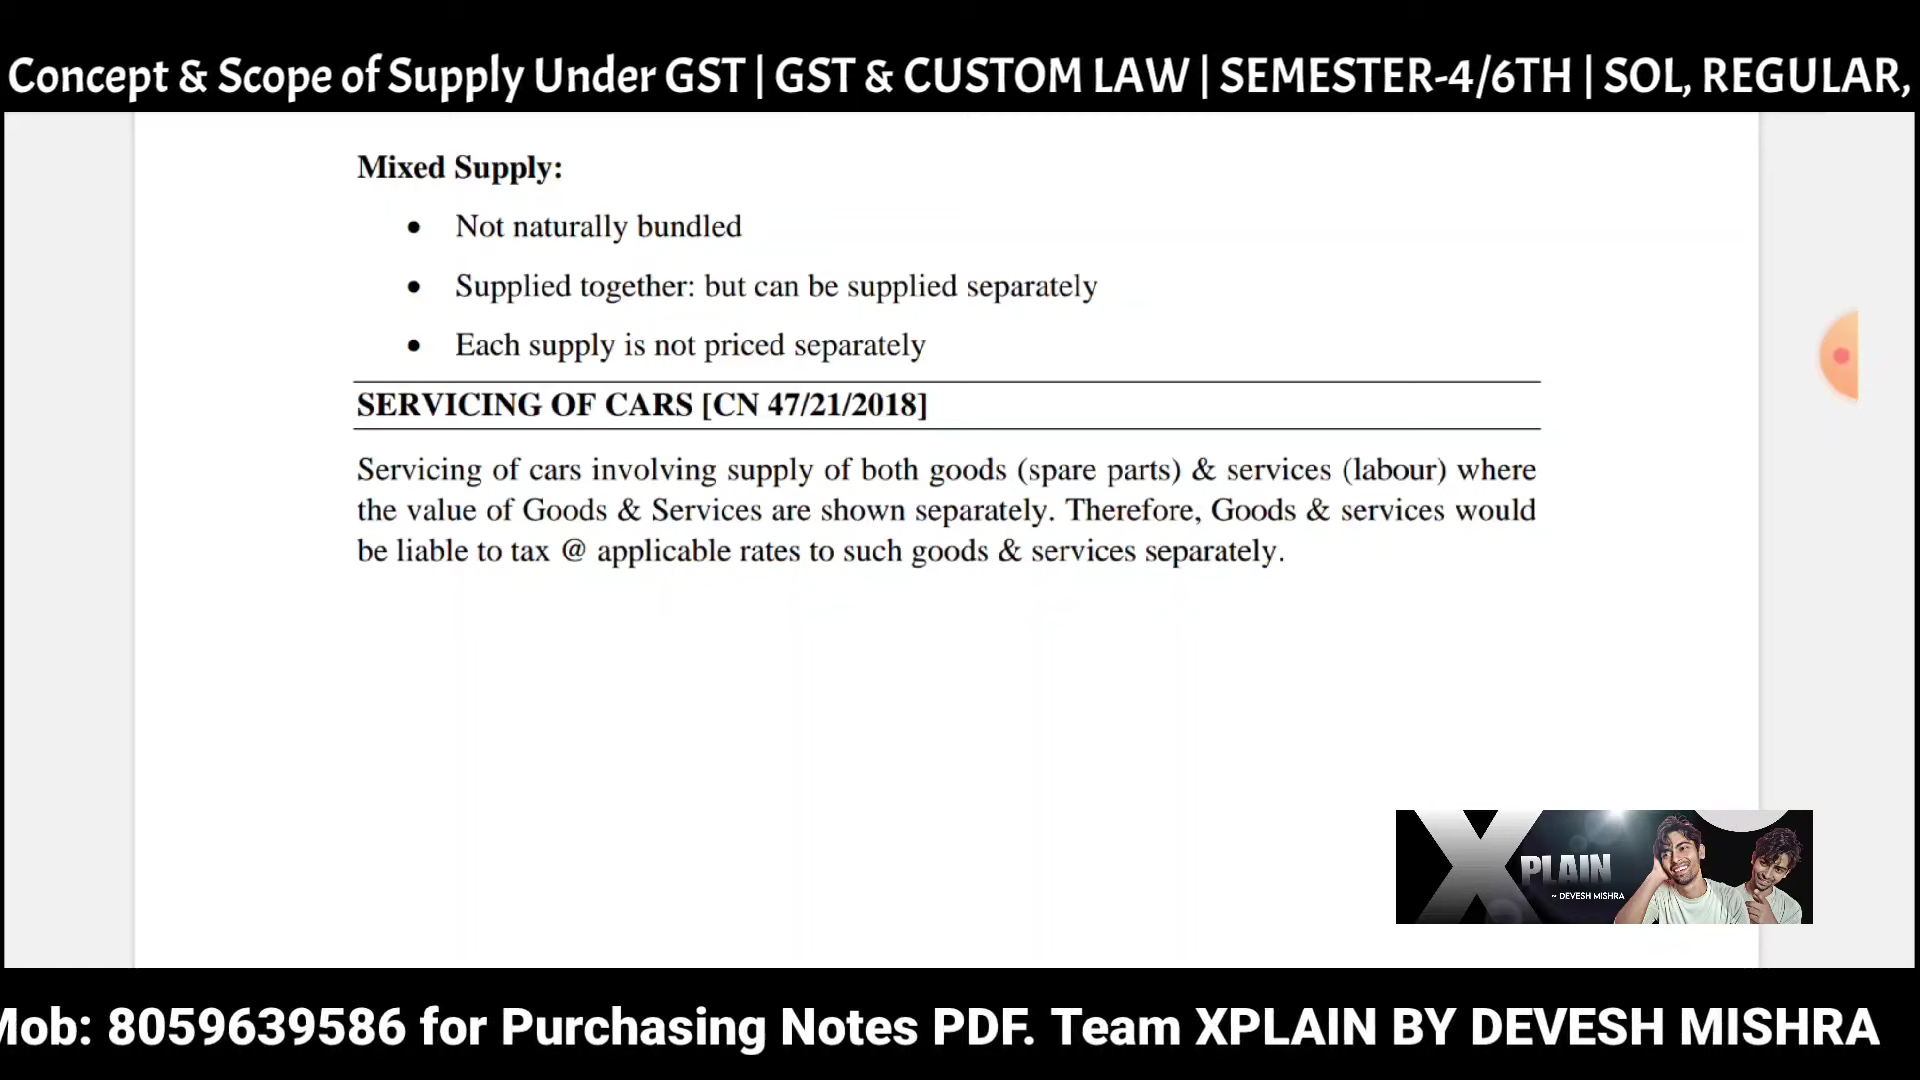 Concept & Scope of Supply Under GST | GST & CUSTOM LAW | SEMESTER-4/6TH | SOL, REGULAR,
Mixed Supply:
• Not naturally bundled
• Supplied together: but can be supplied separately
• Each supply is not priced separately
SERVICING OF CARS [CN 47/21/2018]
Servicing of cars involving supply of both goods (spare parts) & services (labour) where
the value of Goods & Services are shown separately. Therefore, Goods & services would
be liable to tax @ applicable rates to such goods & services separately.
XPLAIN
~ DEVESH MISHRA
Mob: 8059639586 for Purchasing Notes PDF. Team XPLAIN BY DEVESH MISHRA